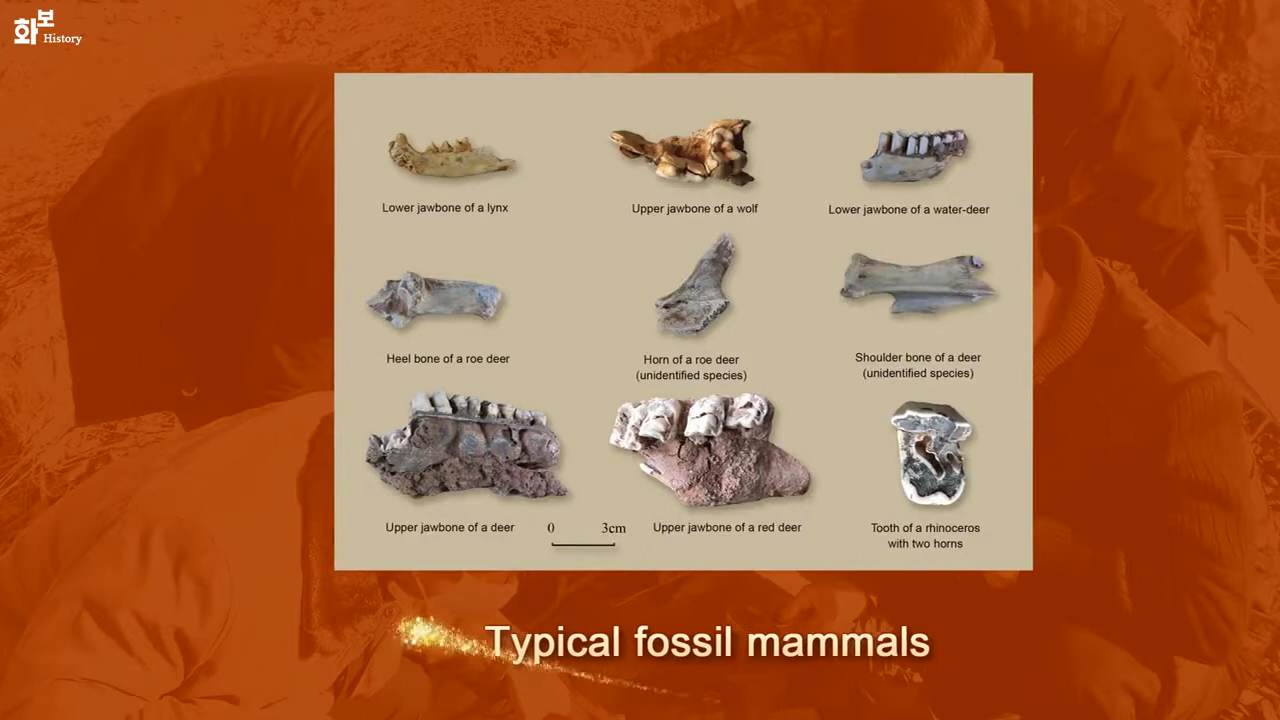 화보
History
Lower jawbone of a lynx
Upper jawbone of a wolf
Lower jawbone of a water-deer
Heel bone of a roe deer
Horn of a roe deer
(unidentified species)
Shoulder bone of a deer
(unidentified species)
Upper jawbone of a deer
0 3cm
Upper jawbone of a red deer
Tooth of a rhinoceros
with two horns
Typical fossil mammals